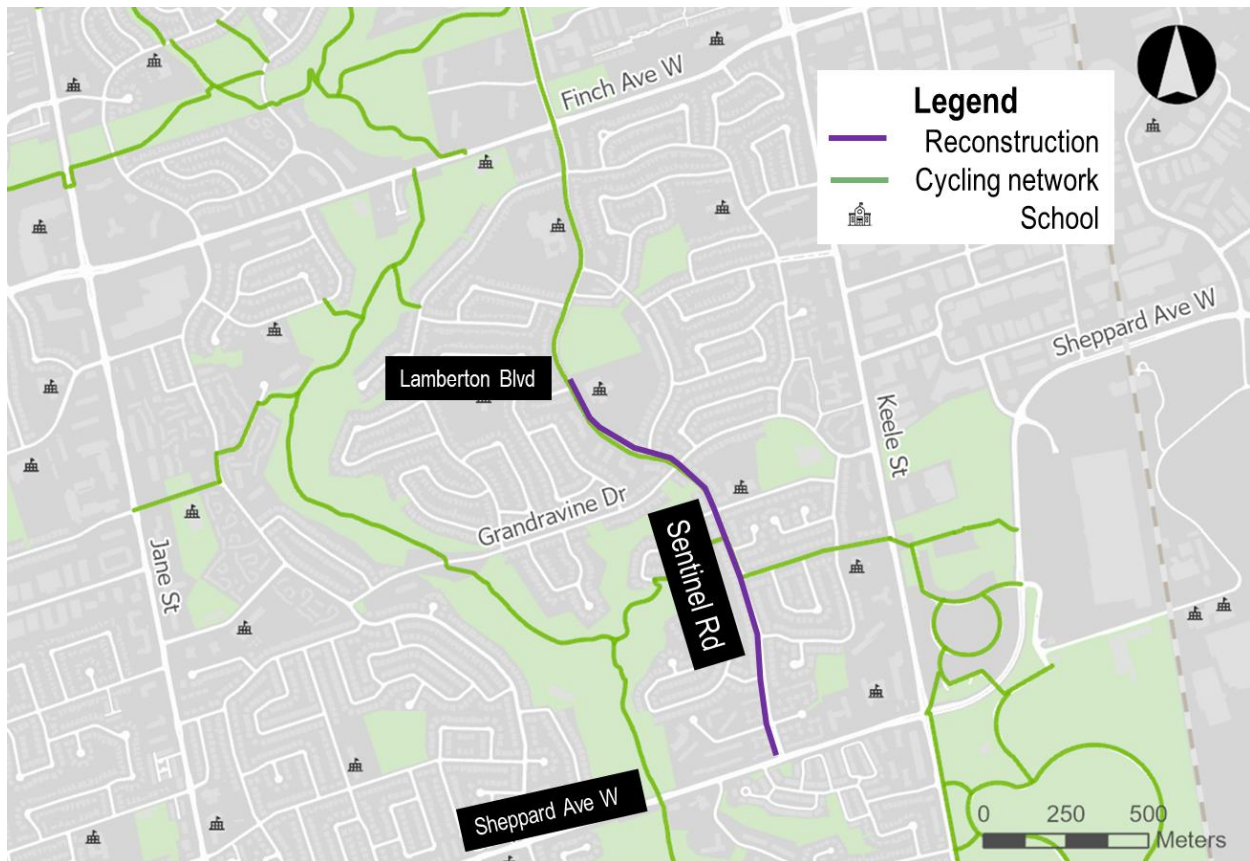 Finch Ave W
Legend
Reconstruction
Cycling network
School
Sheppard Ave W
Lamberton Blvd
Keele St
Grandravine Dr
Sentinel Rd
Jane St
Sheppard Ave W
0 250 500
Meters